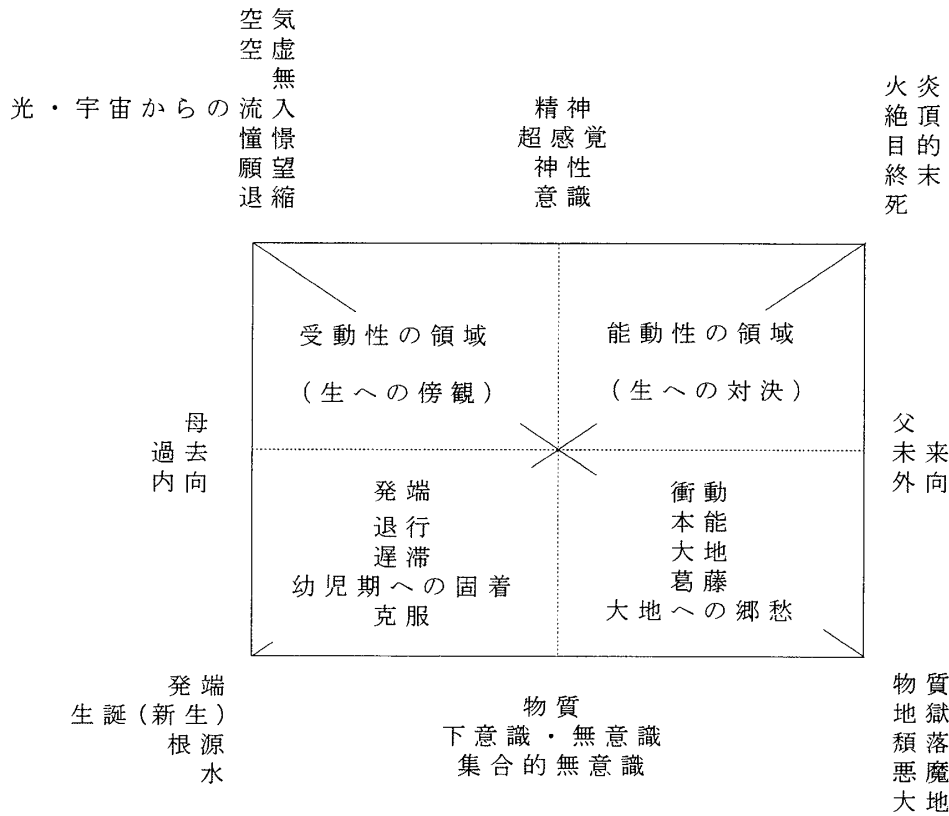 空気
空虚
無
光・宇宙からの流入
憧憬
願望
退縮
精神
超感覚
神性
意識
火炎
絶頂
目的
終末
死
受動性の領域
(生への傍観)
能動性の領域
(生への対決)
母
過去
内向
父
未来
外向
発端
退行
遅滞
幼児期への固着
克服
衝動
本能
大地
葛藤
大地への郷愁
発端
生誕(新生)
根源
水
物質
下意識・無意識
集合的無意識
物質
地獄
頽落
悪魔
大地